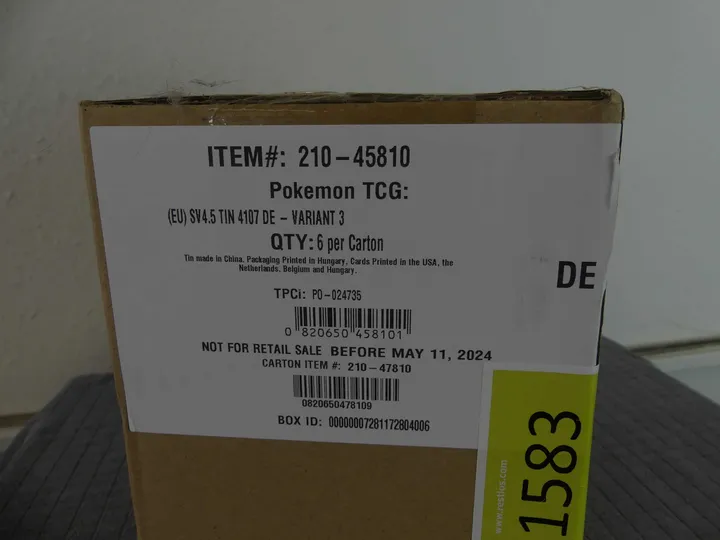 ITEM#: 210-45810
Pokemon TCG:
(EU) SV4.5 TIN 4107 DE - VARIANT 3
QTY: 6 per Carton
Tin made in China. Packaging Printed in Hungary. Cards Printed in the USA, the
Netherlands, Belgium and Hungary.
DE
TPCi: PO-024735
0 820650 458101
NOT FOR RETAIL SALE BEFORE MAY 11, 2024
CARTON ITEM #: 210-47810
0820650478109
BOX ID: 00000007281172804006
www.restlos.com
1583